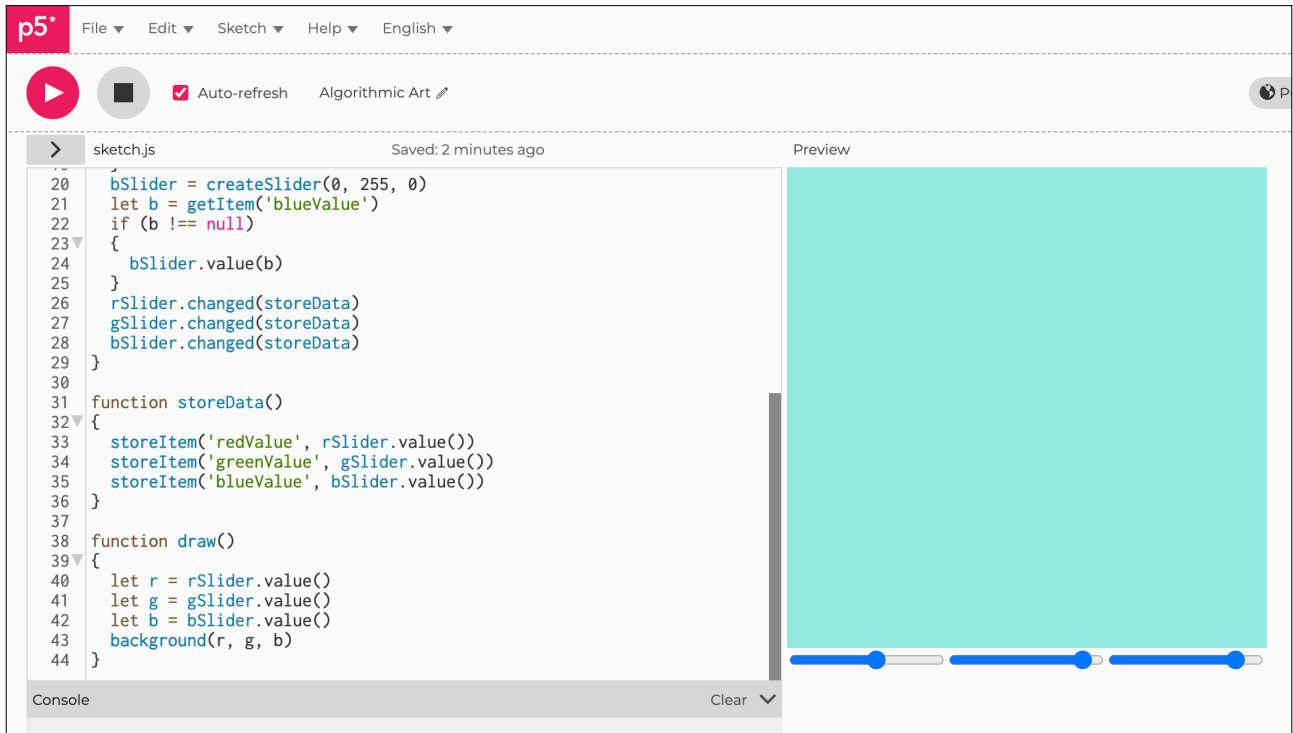 p5*
File Edit Sketch Help English
Auto-refresh Algorithmic Art
sketch.js Saved: 2 minutes ago Preview
20 bSlider = createSlider(0, 255, 0)
21 let b = getItem('blueValue')
22 if (b !== null)
23 {
24 bSlider.value(b)
25 }
26 rSlider.changed(storeData)
27 gSlider.changed(storeData)
28 bSlider.changed(storeData)
29 }
30
31 function storeData()
32 {
33 storeItem('redValue', rSlider.value())
34 storeItem('greenValue', gSlider.value())
35 storeItem('blueValue', bSlider.value())
36 }
37
38 function draw()
39 {
40 let r = rSlider.value()
41 let g = gSlider.value()
42 let b = bSlider.value()
43 background(r, g, b)
44 }
Console Clear